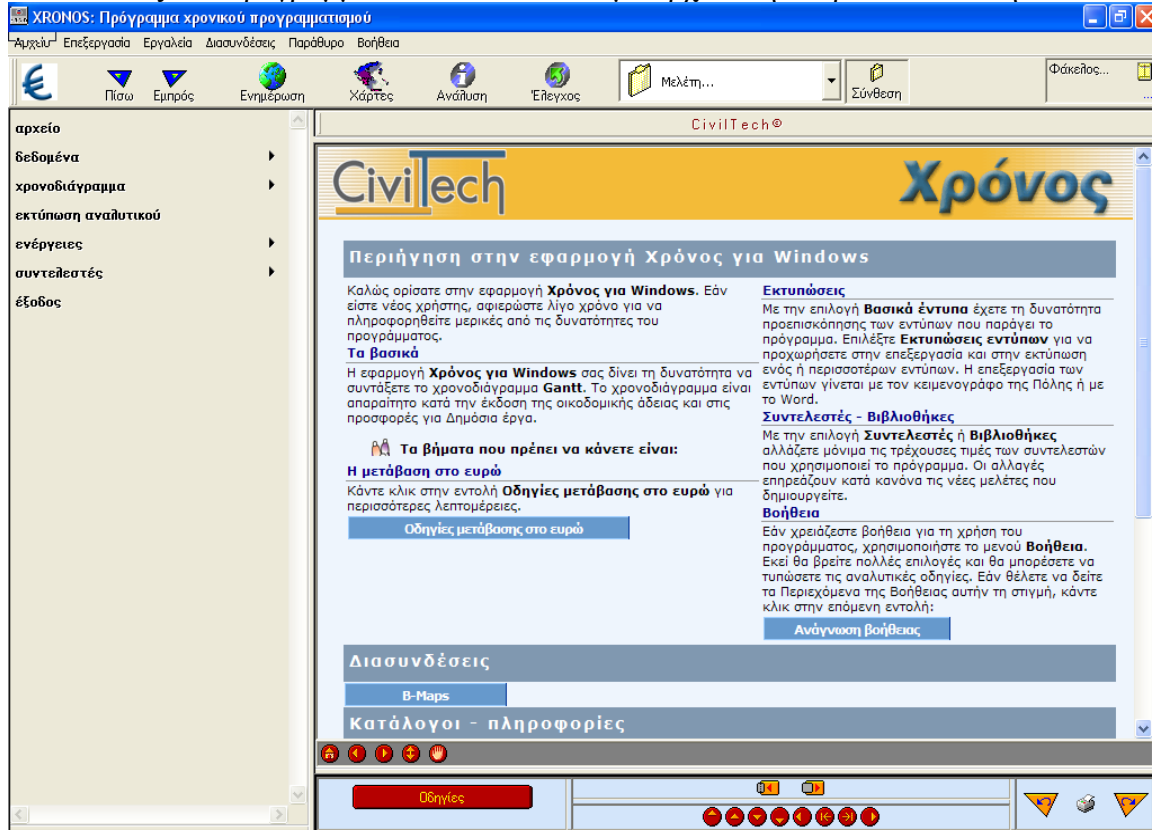 XRONOS: Πρόγραμμα χρονικού προγραμματισμού
Αρχείο Επεξεργασία Εργαλεία Διασυνδέσεις Παράθυρο Βοήθεια
Πίσω Εμπρός Ενημέρωση Χάρτες Ανάλυση Έλεγχος Μελέτη... Σύνθεση Φάκελος...
...
CivilTech®
αρχείο
δεδομένα
χρονοδιάγραμμα
εκτύπωση αναλυτικού
ενέργειες
συντελεστές
έξοδος
CivilTech Χρόνος
Περιήγηση στην εφαρμογή Χρόνος για Windows
Καλώς ορίσατε στην εφαρμογή Χρόνος για Windows. Εάν
είστε νέος χρήστης, αφιερώστε λίγο χρόνο για να
πληροφορηθείτε μερικές από τις δυνατότητες του
προγράμματος.
Τα βασικά
Η εφαρμογή Χρόνος για Windows σας δίνει τη δυνατότητα να
συντάξετε το χρονοδιάγραμμα Gantt. Το χρονοδιάγραμμα είναι
απαραίτητο κατά την έκδοση της οικοδομικής άδειας και στις
προσφορές για Δημόσια έργα.
Τα βήματα που πρέπει να κάνετε είναι:
Η μετάβαση στο ευρώ
Κάντε κλικ στην εντολή Οδηγίες μετάβασης στο ευρώ για
περισσότερες λεπτομέρειες.
Οδηγίες μετάβασης στο ευρώ
Εκτυπώσεις
Με την επιλογή Βασικά έντυπα έχετε τη δυνατότητα
προεπισκόπησης των εντύπων που παράγει το
πρόγραμμα. Επιλέξτε Εκτυπώσεις εντύπων για να
προχωρήσετε στην επεξεργασία και στην εκτύπωση
ενός ή περισσοτέρων εντύπων. Η επεξεργασία των
εντύπων γίνεται με τον κειμενογράφο της Πόλης ή με
το Word.
Συντελεστές - Βιβλιοθήκες
Με την επιλογή Συντελεστές ή Βιβλιοθήκες
αλλάζετε μόνιμα τις τρέχουσες τιμές των συντελεστών
που χρησιμοποιεί το πρόγραμμα. Οι αλλαγές
επηρεάζουν κατά κανόνα τις νέες μελέτες που
δημιουργείτε.
Βοήθεια
Εάν χρειάζεστε βοήθεια για τη χρήση του
προγράμματος, χρησιμοποιήστε το μενού Βοήθεια.
Εκεί θα βρείτε πολλές επιλογές και θα μπορέσετε να
τυπώσετε τις αναλυτικές οδηγίες. Εάν θέλετε να δείτε
τα Περιεχόμενα της Βοήθειας αυτήν τη στιγμή, κάντε
κλικ στην επόμενη εντολή:
Ανάγνωση βοήθειας
Διασυνδέσεις
B-Maps
Κατάλογοι - πληροφορίες
Οδηγίες